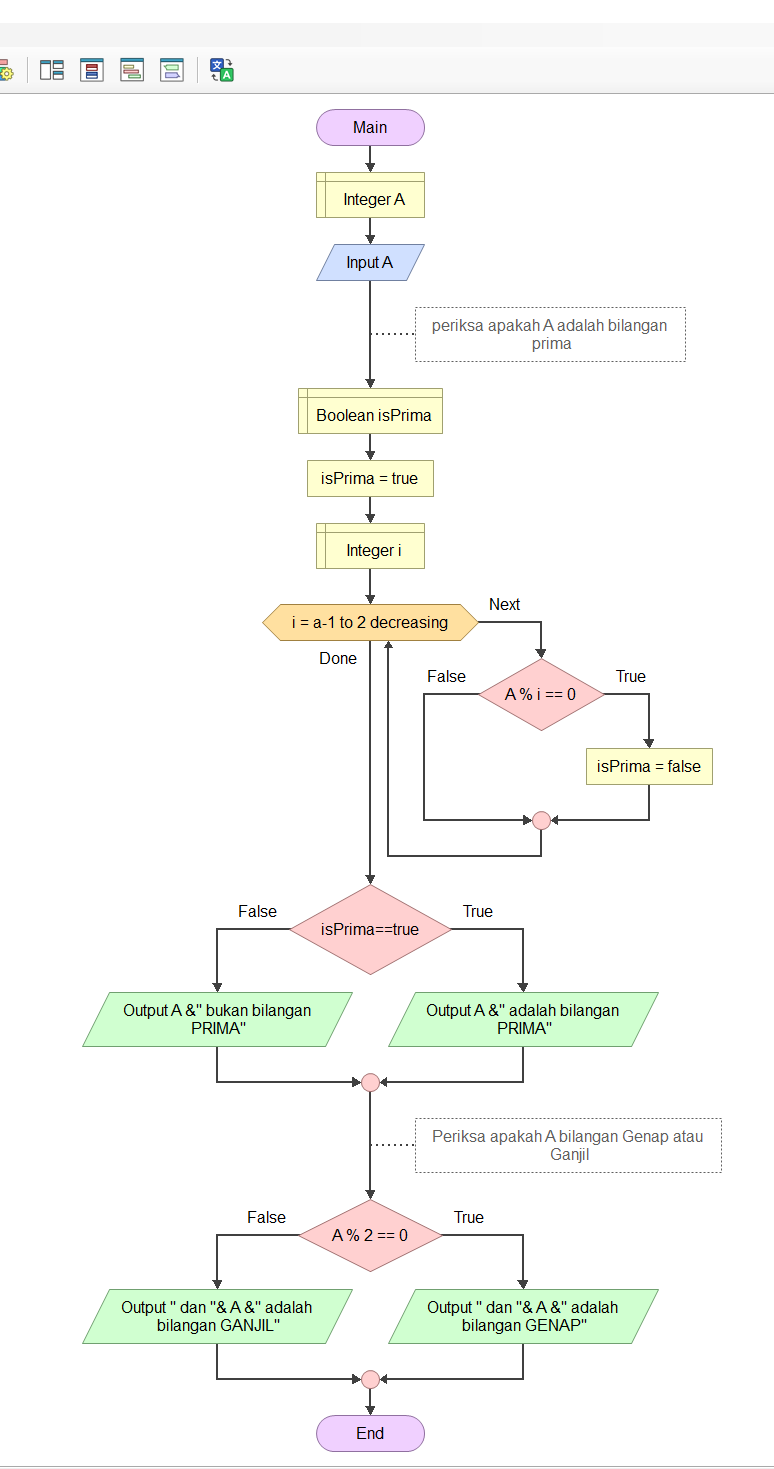 Main
Integer A
Input A
periksa apakah A adalah bilangan
prima
Boolean isPrima
isPrima = true
Integer i
i = a-1 to 2 decreasing
Next
Done
A % i == 0
False
True
isPrima = false
isPrima==true
False
True
Output A &" bukan bilangan
PRIMA"
Output A &" adalah bilangan
PRIMA"
Periksa apakah A bilangan Genap atau
Ganjil
A % 2 == 0
False
True
Output " dan "& A &" adalah
bilangan GANJIL"
Output " dan "& A &" adalah
bilangan GENAP"
End